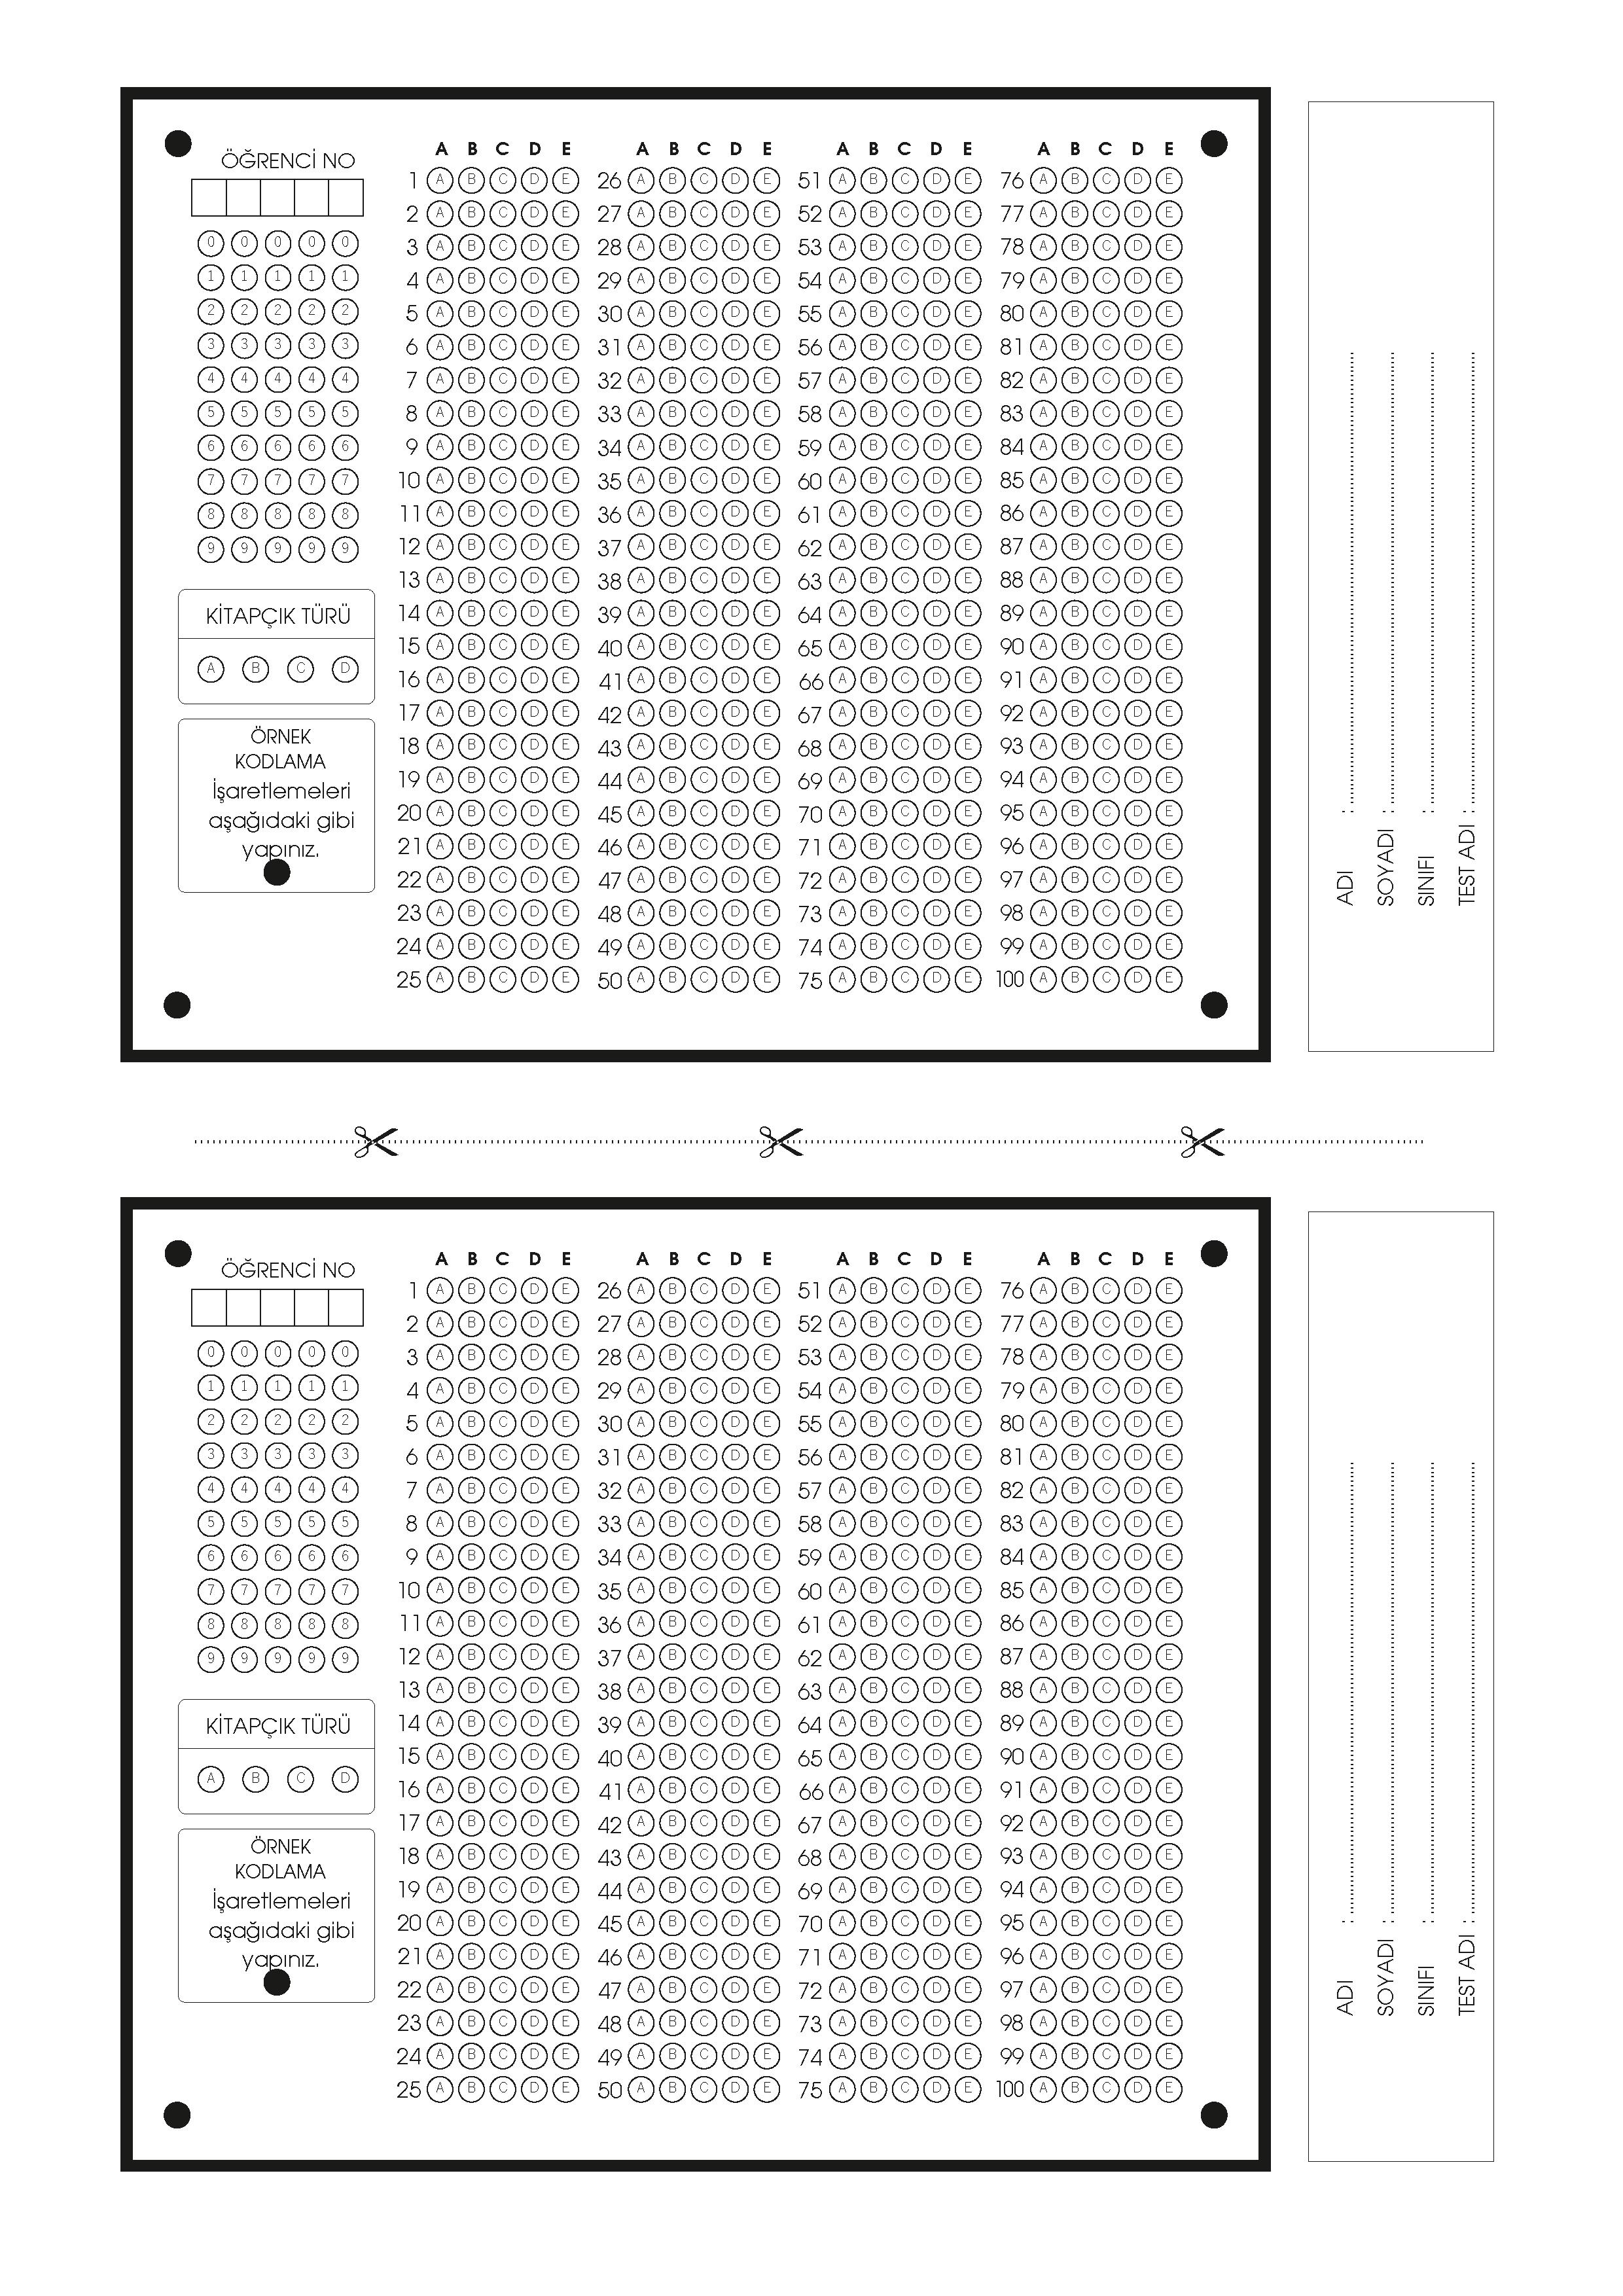 ÖĞRENCİ NO
0 0 0 0 0
1 1 1 1 1
2 2 2 2 2
3 3 3 3 3
4 4 4 4 4
5 5 5 5 5
6 6 6 6 6
7 7 7 7 7
8 8 8 8 8
9 9 9 9 9
KİTAPÇIK TÜRÜ
A B C D
ÖRNEK
KODLAMA
İşaretlemeleri
aşağıdaki gibi
yapınız.
A B C D E A B C D E A B C D E A B C D E
1 A B C D E 26 A B C D E 51 A B C D E 76 A B C D E
2 A B C D E 27 A B C D E 52 A B C D E 77 A B C D E
3 A B C D E 28 A B C D E 53 A B C D E 78 A B C D E
4 A B C D E 29 A B C D E 54 A B C D E 79 A B C D E
5 A B C D E 30 A B C D E 55 A B C D E 80 A B C D E
6 A B C D E 31 A B C D E 56 A B C D E 81 A B C D E
7 A B C D E 32 A B C D E 57 A B C D E 82 A B C D E
8 A B C D E 33 A B C D E 58 A B C D E 83 A B C D E
9 A B C D E 34 A B C D E 59 A B C D E 84 A B C D E
10 A B C D E 35 A B C D E 60 A B C D E 85 A B C D E
11 A B C D E 36 A B C D E 61 A B C D E 86 A B C D E
12 A B C D E 37 A B C D E 62 A B C D E 87 A B C D E
13 A B C D E 38 A B C D E 63 A B C D E 88 A B C D E
14 A B C D E 39 A B C D E 64 A B C D E 89 A B C D E
15 A B C D E 40 A B C D E 65 A B C D E 90 A B C D E
16 A B C D E 41 A B C D E 66 A B C D E 91 A B C D E
17 A B C D E 42 A B C D E 67 A B C D E 92 A B C D E
18 A B C D E 43 A B C D E 68 A B C D E 93 A B C D E
19 A B C D E 44 A B C D E 69 A B C D E 94 A B C D E
20 A B C D E 45 A B C D E 70 A B C D E 95 A B C D E
21 A B C D E 46 A B C D E 71 A B C D E 96 A B C D E
22 A B C D E 47 A B C D E 72 A B C D E 97 A B C D E
23 A B C D E 48 A B C D E 73 A B C D E 98 A B C D E
24 A B C D E 49 A B C D E 74 A B C D E 99 A B C D E
25 A B C D E 50 A B C D E 75 A B C D E 100 A B C D E
ADI :
SOYADI :
SINIFI :
TEST ADI :
ÖĞRENCİ NO
0 0 0 0 0
1 1 1 1 1
2 2 2 2 2
3 3 3 3 3
4 4 4 4 4
5 5 5 5 5
6 6 6 6 6
7 7 7 7 7
8 8 8 8 8
9 9 9 9 9
KİTAPÇIK TÜRÜ
A B C D
ÖRNEK
KODLAMA
İşaretlemeleri
aşağıdaki gibi
yapınız.
A B C D E A B C D E A B C D E A B C D E
1 A B C D E 26 A B C D E 51 A B C D E 76 A B C D E
2 A B C D E 27 A B C D E 52 A B C D E 77 A B C D E
3 A B C D E 28 A B C D E 53 A B C D E 78 A B C D E
4 A B C D E 29 A B C D E 54 A B C D E 79 A B C D E
5 A B C D E 30 A B C D E 55 A B C D E 80 A B C D E
6 A B C D E 31 A B C D E 56 A B C D E 81 A B C D E
7 A B C D E 32 A B C D E 57 A B C D E 82 A B C D E
8 A B C D E 33 A B C D E 58 A B C D E 83 A B C D E
9 A B C D E 34 A B C D E 59 A B C D E 84 A B C D E
10 A B C D E 35 A B C D E 60 A B C D E 85 A B C D E
11 A B C D E 36 A B C D E 61 A B C D E 86 A B C D E
12 A B C D E 37 A B C D E 62 A B C D E 87 A B C D E
13 A B C D E 38 A B C D E 63 A B C D E 88 A B C D E
14 A B C D E 39 A B C D E 64 A B C D E 89 A B C D E
15 A B C D E 40 A B C D E 65 A B C D E 90 A B C D E
16 A B C D E 41 A B C D E 66 A B C D E 91 A B C D E
17 A B C D E 42 A B C D E 67 A B C D E 92 A B C D E
18 A B C D E 43 A B C D E 68 A B C D E 93 A B C D E
19 A B C D E 44 A B C D E 69 A B C D E 94 A B C D E
20 A B C D E 45 A B C D E 70 A B C D E 95 A B C D E
21 A B C D E 46 A B C D E 71 A B C D E 96 A B C D E
22 A B C D E 47 A B C D E 72 A B C D E 97 A B C D E
23 A B C D E 48 A B C D E 73 A B C D E 98 A B C D E
24 A B C D E 49 A B C D E 74 A B C D E 99 A B C D E
25 A B C D E 50 A B C D E 75 A B C D E 100 A B C D E
ADI :
SOYADI :
SINIFI :
TEST ADI :